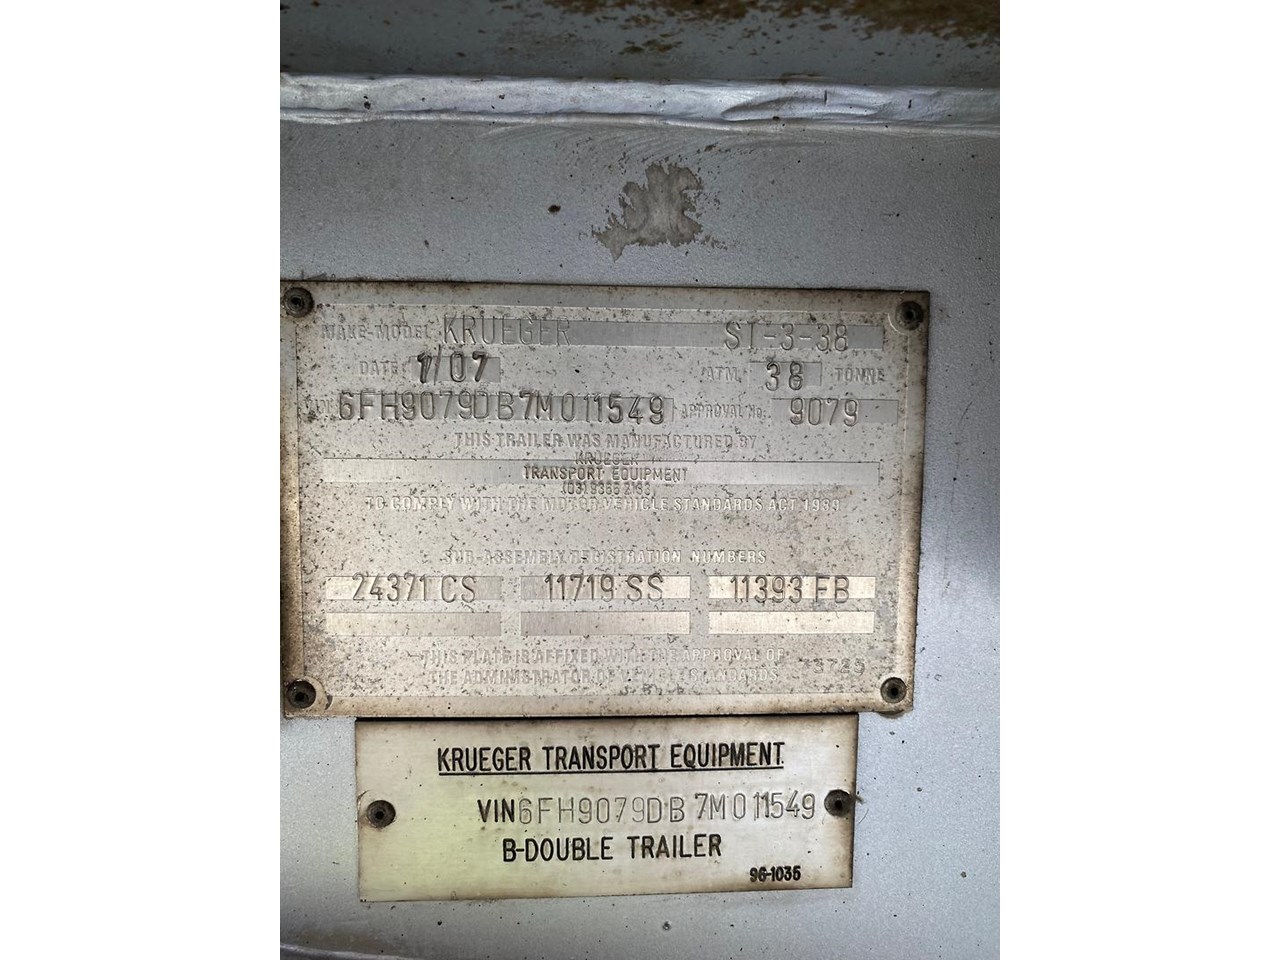 MAKE-MODEL KRUEGER ST-3-38
DATE 1/07 ATM 38 TONNE
6FH9079DB7M011549 APPROVAL No. 9079
THIS TRAILER WAS MANUFACTURED BY
KRUEGER
TRANSPORT EQUIPMENT
TO COMPLY WITH THE MOTOR VEHICLE STANDARDS ACT 1989
SUB-ASSEMBLY REGISTRATION NUMBERS
24371 CS 11719 SS 11393 FB
THIS PLATE IS AFFIXED WITH THE APPROVAL OF
THE ADMINISTRATOR OF VEHICLE STANDARDS
KRUEGER TRANSPORT EQUIPMENT.
VIN6FH9079DB7M011549
B-DOUBLE TRAILER
96-1035